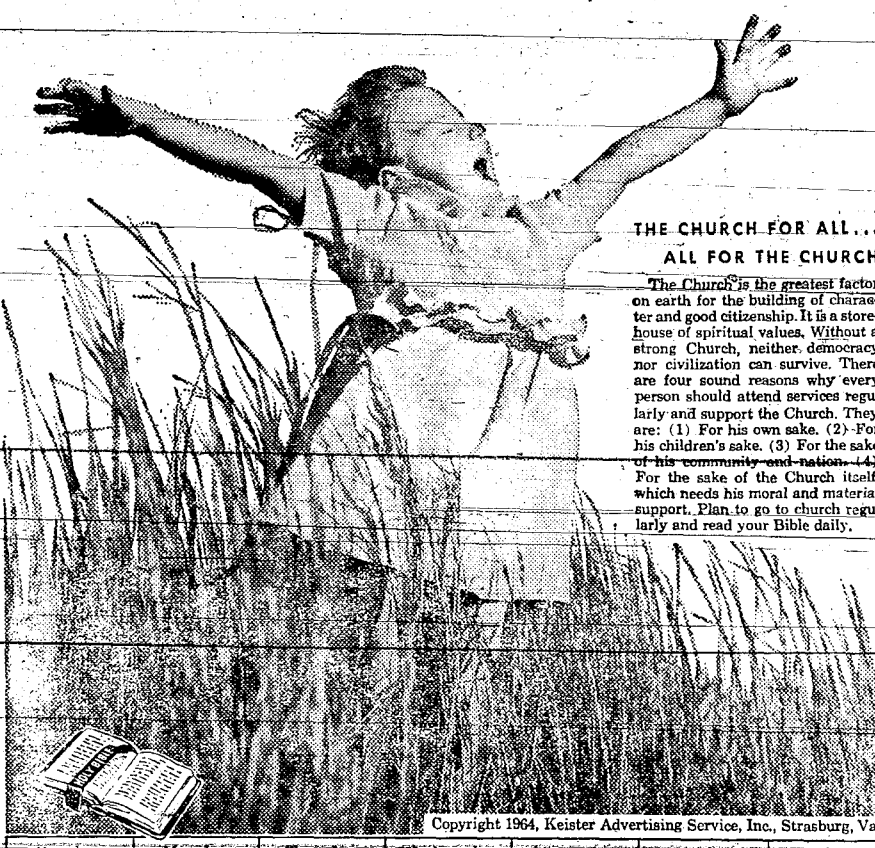 THE CHURCH FOR ALL...
ALL FOR THE CHURCH
The Church is the greatest factor
on earth for the building of charac-
ter and good citizenship. It is a store-
house of spiritual values. Without a
strong Church, neither democracy
nor civilization can survive. There
are four sound reasons why every
person should attend services regu
larly and support the Church. They
are: (1) For his own sake. (2) For
his children's sake. (3) For the sake
of his community and nation. (4)
For the sake of the Church itself
which needs his moral and materia
support. Plan to go to church regu
larly and read your Bible daily.
HOLY BIBLE
Copyright 1964, Keister Advertising Service, Inc., Strasburg, Va